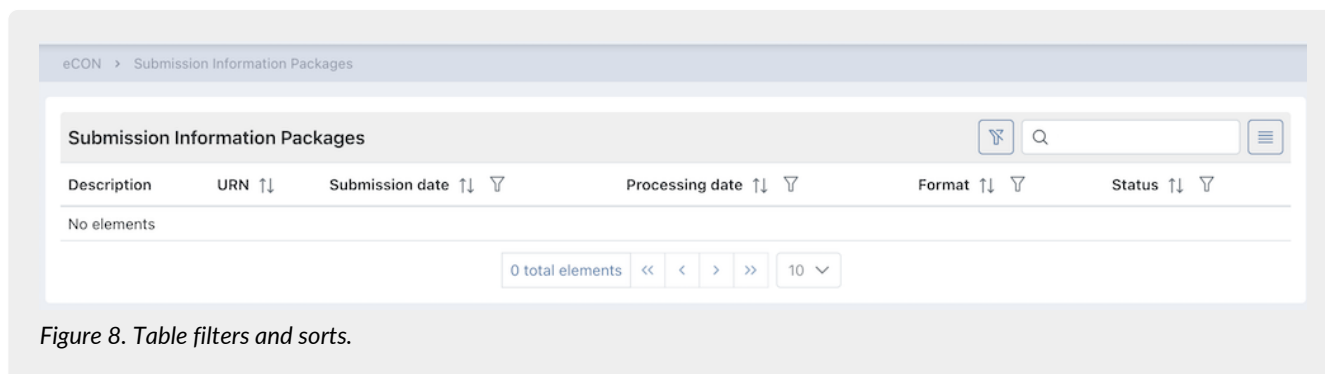 eCON > Submission Information Packages
Submission Information Packages
Description URN Submission date Processing date Format Status
No elements
0 total elements << < > >> 10
Figure 8. Table filters and sorts.